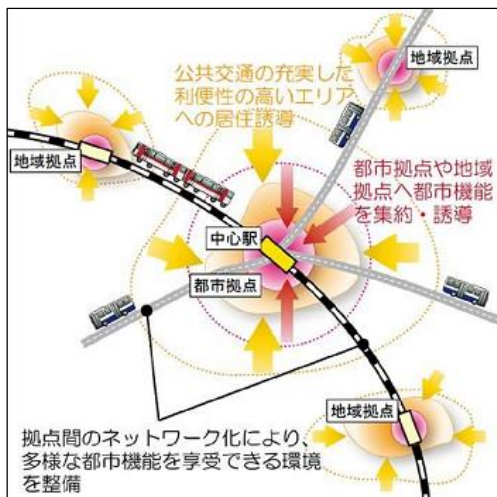 地域拠点
公共交通の充実した
利便性の高いエリア
への居住誘導
地域拠点
都市拠点や地域
拠点へ都市機能
を集約・誘導
中心駅
都市拠点
地域拠点
拠点間のネットワーク化により、
多様な都市機能を享受できる環境
を整備